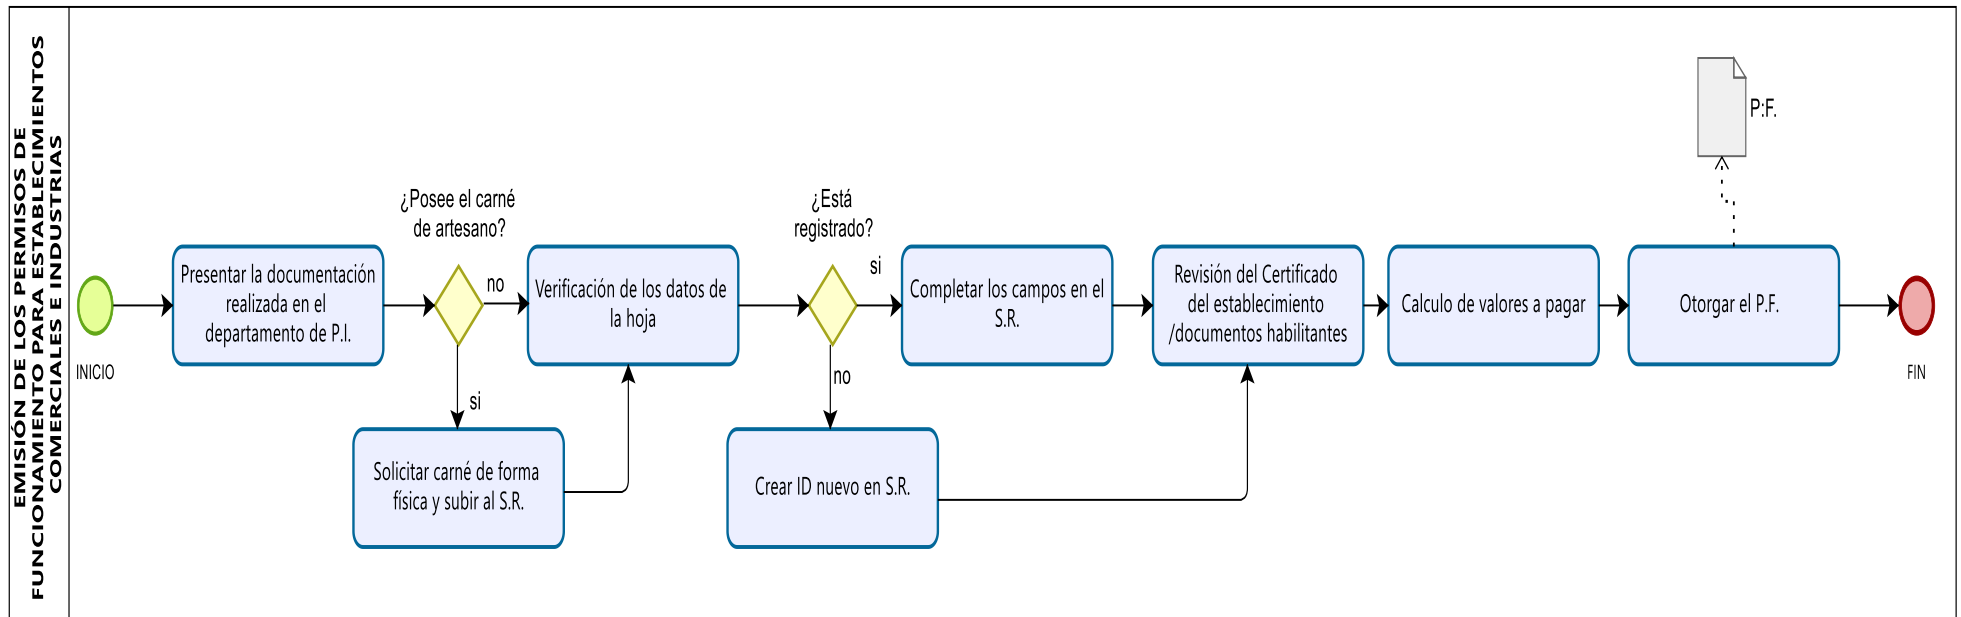 EMISIÓN DE LOS PERMISOS DE
FUNCIONAMIENTO PARA ESTABLECIMIENTOS
COMERCIALES E INDUSTRIAS
INICIO
Presentar la documentación
realizada en el
departamento de P.I.
¿Posee el carné
de artesano?
no
si
Solicitar carné de forma
física y subir al S.R.
Verificación de los datos de
la hoja
¿Está
registrado?
si
no
Crear ID nuevo en S.R.
Completar los campos en el
S.R.
Revisión del Certificado
del establecimiento
/documentos habilitantes
Calculo de valores a pagar
Otorgar el P.F.
P:F.
FIN